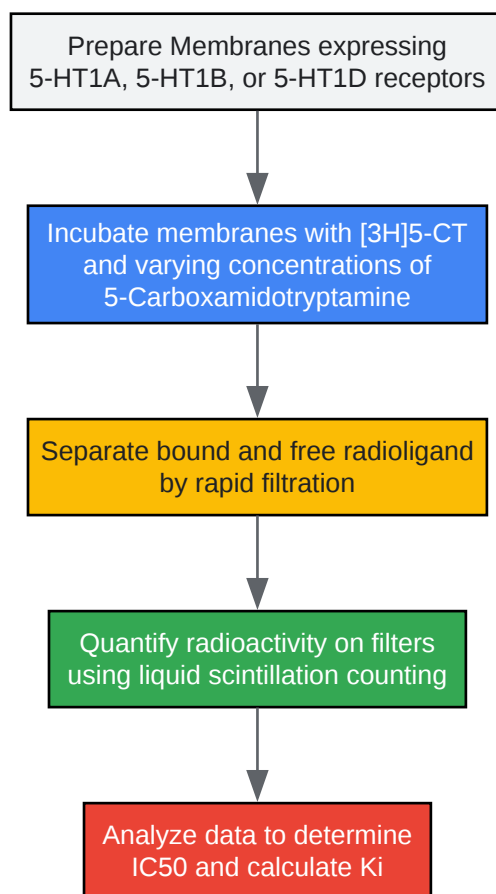 Prepare Membranes expressing
5-HT1A, 5-HT1B, or 5-HT1D receptors
Incubate membranes with [3H]5-CT
and varying concentrations of
5-Carboxamidotryptamine
Separate bound and free radioligand
by rapid filtration
Quantify radioactivity on filters
using liquid scintillation counting
Analyze data to determine
IC50 and calculate Ki